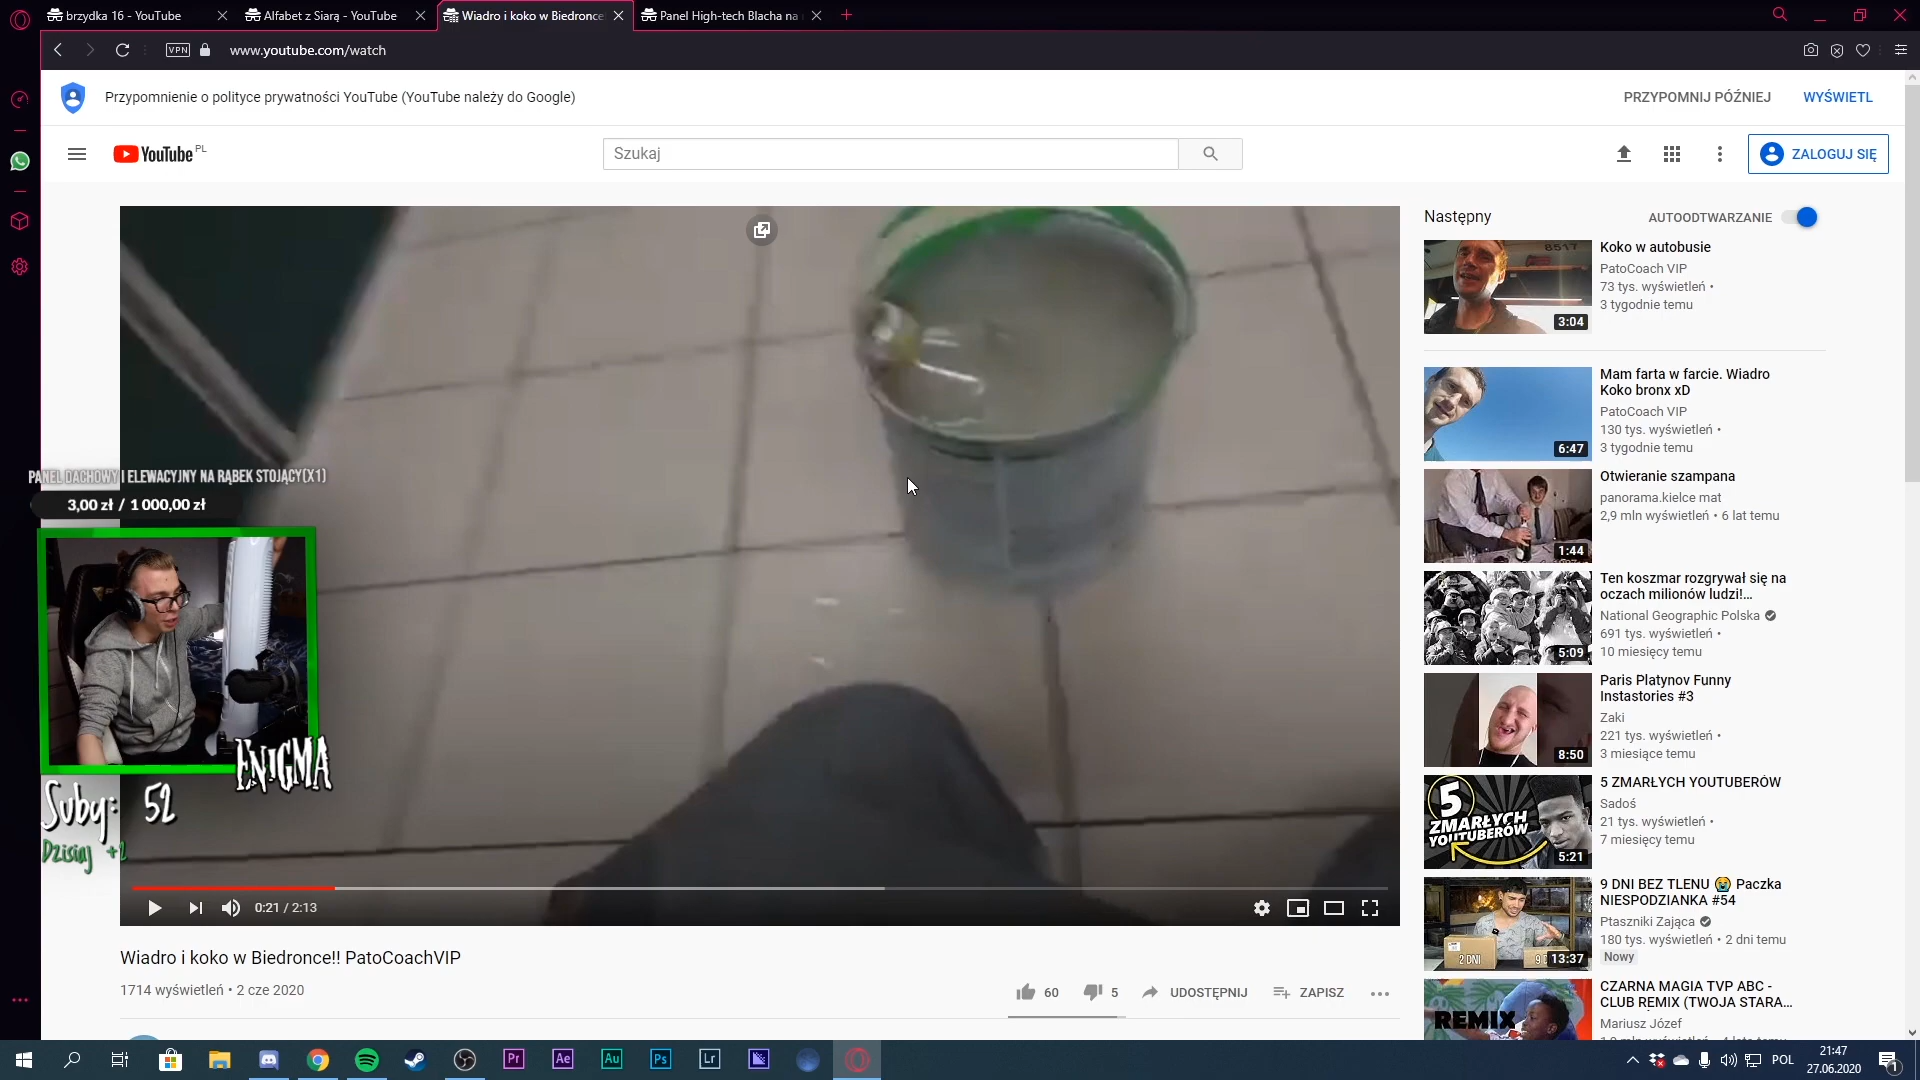 brzydka 16 - YouTube
Alfabet z Siarą - YouTube
Wiadro i koko w Biedronce
Panel High-tech Blacha na
VPN
www.youtube.com/watch
Przypomnienie o polityce prywatności YouTube (YouTube należy do Google)
PRZYPOMNIJ PÓŹNIEJ
WYŚWIETL
YouTube PL
Szukaj
ZALOGUJ SIĘ
Następny
AUTOODTWARZANIE
8517
3:04
Koko w autobusie
PatoCoach VIP
73 tys. wyświetleń •
3 tygodnie temu
6:47
Mam farta w farcie. Wiadro
Koko bronx xD
PatoCoach VIP
130 tys. wyświetleń •
3 tygodnie temu
1:44
Otwieranie szampana
panorama.kielce mat
2,9 mln wyświetleń • 6 lat temu
5:09
Ten koszmar rozgrywał się na
oczach milionów ludzi!...
National Geographic Polska
691 tys. wyświetleń •
10 miesięcy temu
8:50
Paris Platynov Funny
Instastories #3
Zaki
221 tys. wyświetleń •
3 miesiące temu
5
ZMARŁYCH
YOUTUBERÓW
5:21
5 ZMARŁYCH YOUTUBERÓW
Sadoś
21 tys. wyświetleń •
7 miesięcy temu
2 DNI
13:37
9 DNI BEZ TLENU 😭 Paczka
NIESPODZIANKA #54
Ptaszniki Zająca
180 tys. wyświetleń • 2 dni temu
Nowy
REMIX
CZARNA MAGIA TVP ABC -
CLUB REMIX (TWOJA STARA...
Mariusz Józef
PANEL DACHOWY I ELEWACYJNY NA RĄBEK STOJĄCY(X1)
3,00 zł / 1 000,00 zł
ENIGMA
Suby: 52
Dzisiaj +2
0:21 / 2:13
Wiadro i koko w Biedronce!! PatoCoachVIP
1714 wyświetleń • 2 cze 2020
60
5
UDOSTĘPNIJ
ZAPISZ
Pr
Ae
Au
Ps
Lr
POL
21:47
27.06.2020
1